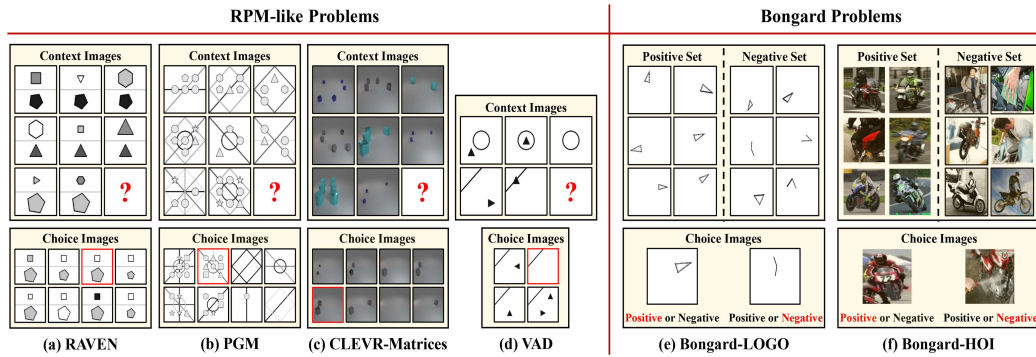 RPM-like Problems
Bongard Problems
Context Images
Context Images
Context Images
Context Images
?
?
?
?
Choice Images
Choice Images
Choice Images
Choice Images
(a) RAVEN
(b) PGM
(c) CLEVR-Matrices
(d) VAD
Positive Set
Negative Set
Positive Set
Negative Set
Choice Images
Choice Images
Positive or Negative
Positive or Negative
Positive or Negative
Positive or Negative
(e) Bongard-LOGO
(f) Bongard-HOI